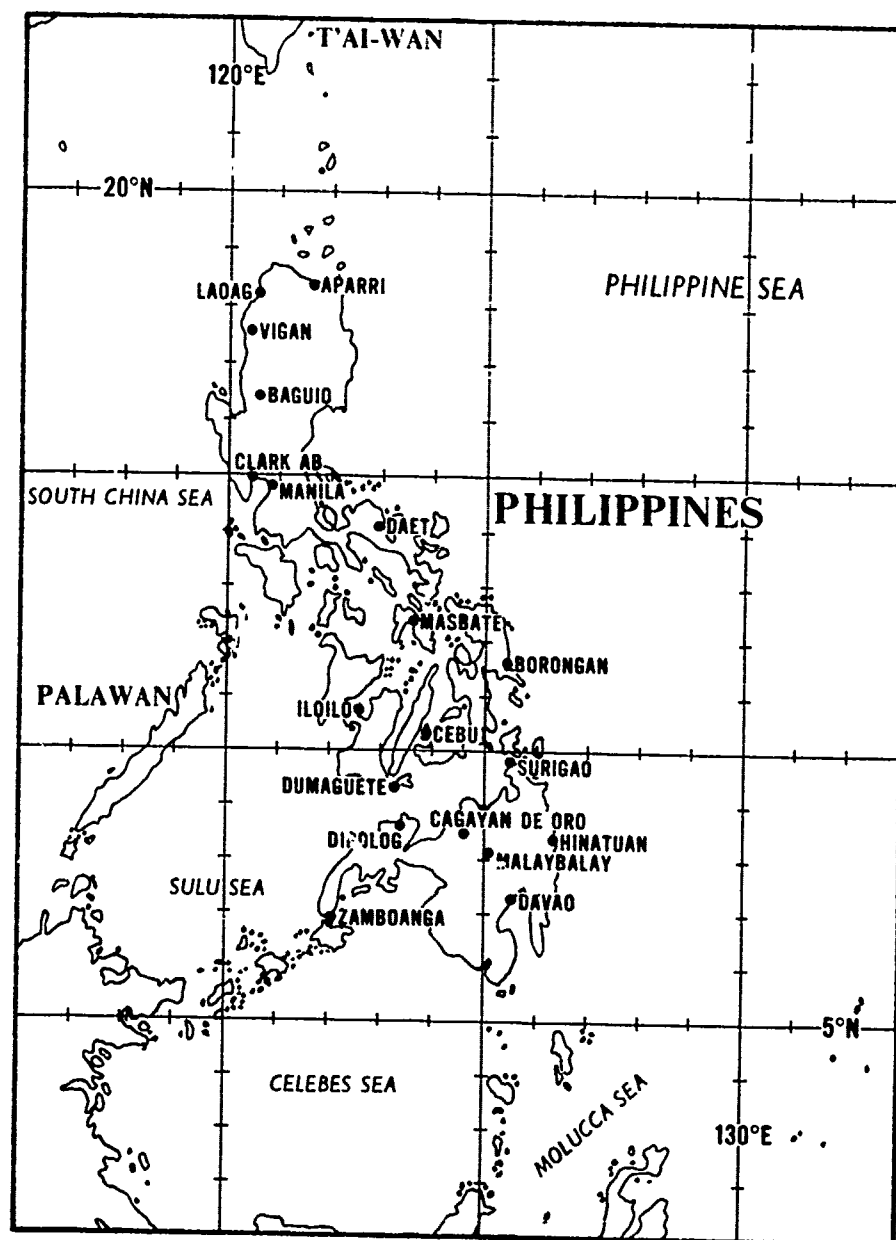 T'AI-WAN
120°E
20°N
LAOAG
APARRI
PHILIPPINE SEA
VIGAN
BAGUIO
CLARK AB
SOUTH CHINA SEA
MANILA
PHILIPPINES
DAET
MASBATE
BORONGAN
PALAWAN
ILOILO
CEBU
SURIGAO
DUMAGUETE
CAGAYAN DE ORO
DIPOLOG
HINATUAN
MALAYBALAY
SULU SEA
DAVAO
ZAMBOANGA
5°N
CELEBES SEA
MOLUCCA SEA
130°E